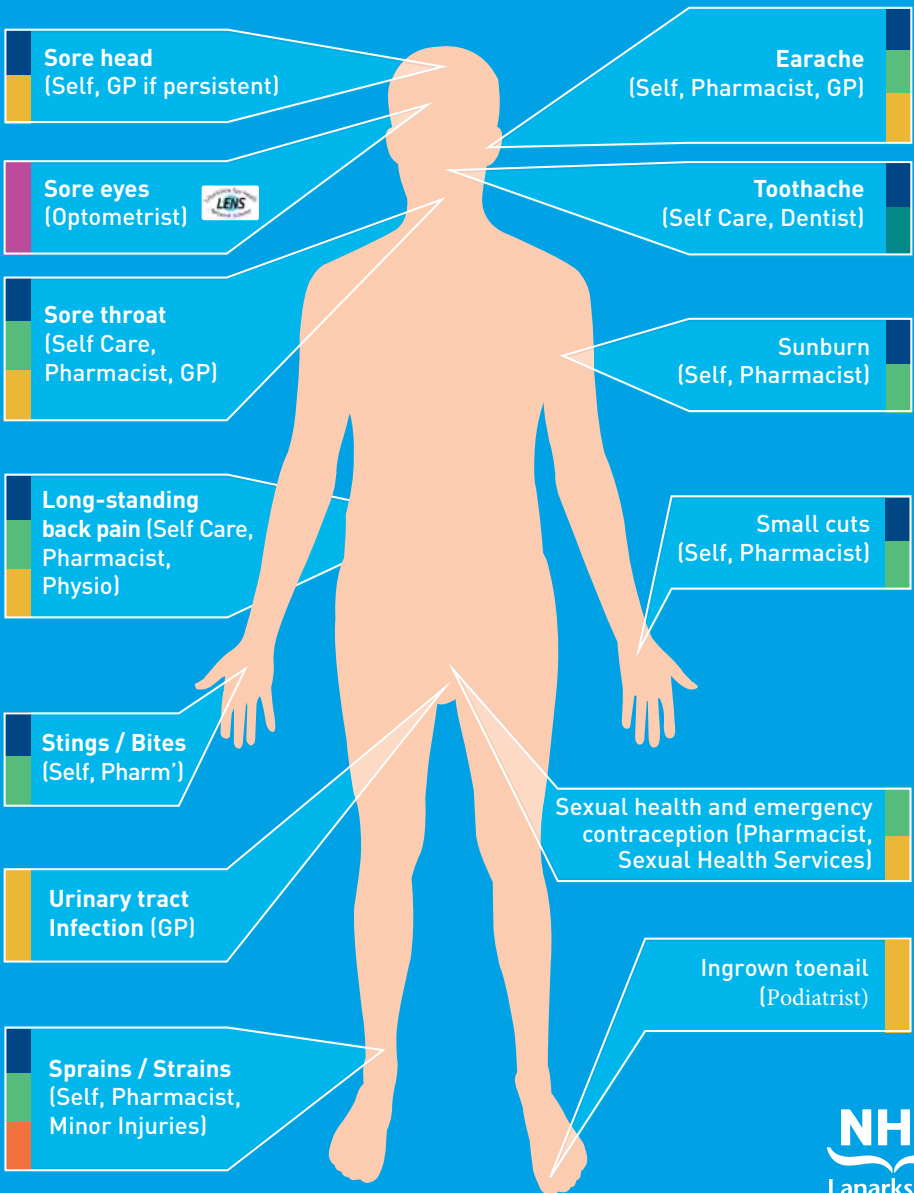 Sore head
(Self, GP if persistent)
Earache
(Self, Pharmacist, GP)
Sore eyes
(Optometrist)
LENS
Toothache
(Self Care, Dentist)
Sore throat
(Self Care,
Pharmacist, GP)
Sunburn
(Self, Pharmacist)
Long-standing
back pain (Self Care,
Pharmacist,
Physio)
Small cuts
(Self, Pharmacist)
Stings / Bites
(Self, Pharm’)
Sexual health and emergency
contraception (Pharmacist,
Sexual Health Services)
Urinary tract
Infection (GP)
Ingrown toenail
(Podiatrist)
Sprains / Strains
(Self, Pharmacist,
Minor Injuries)
NH
Lanarks